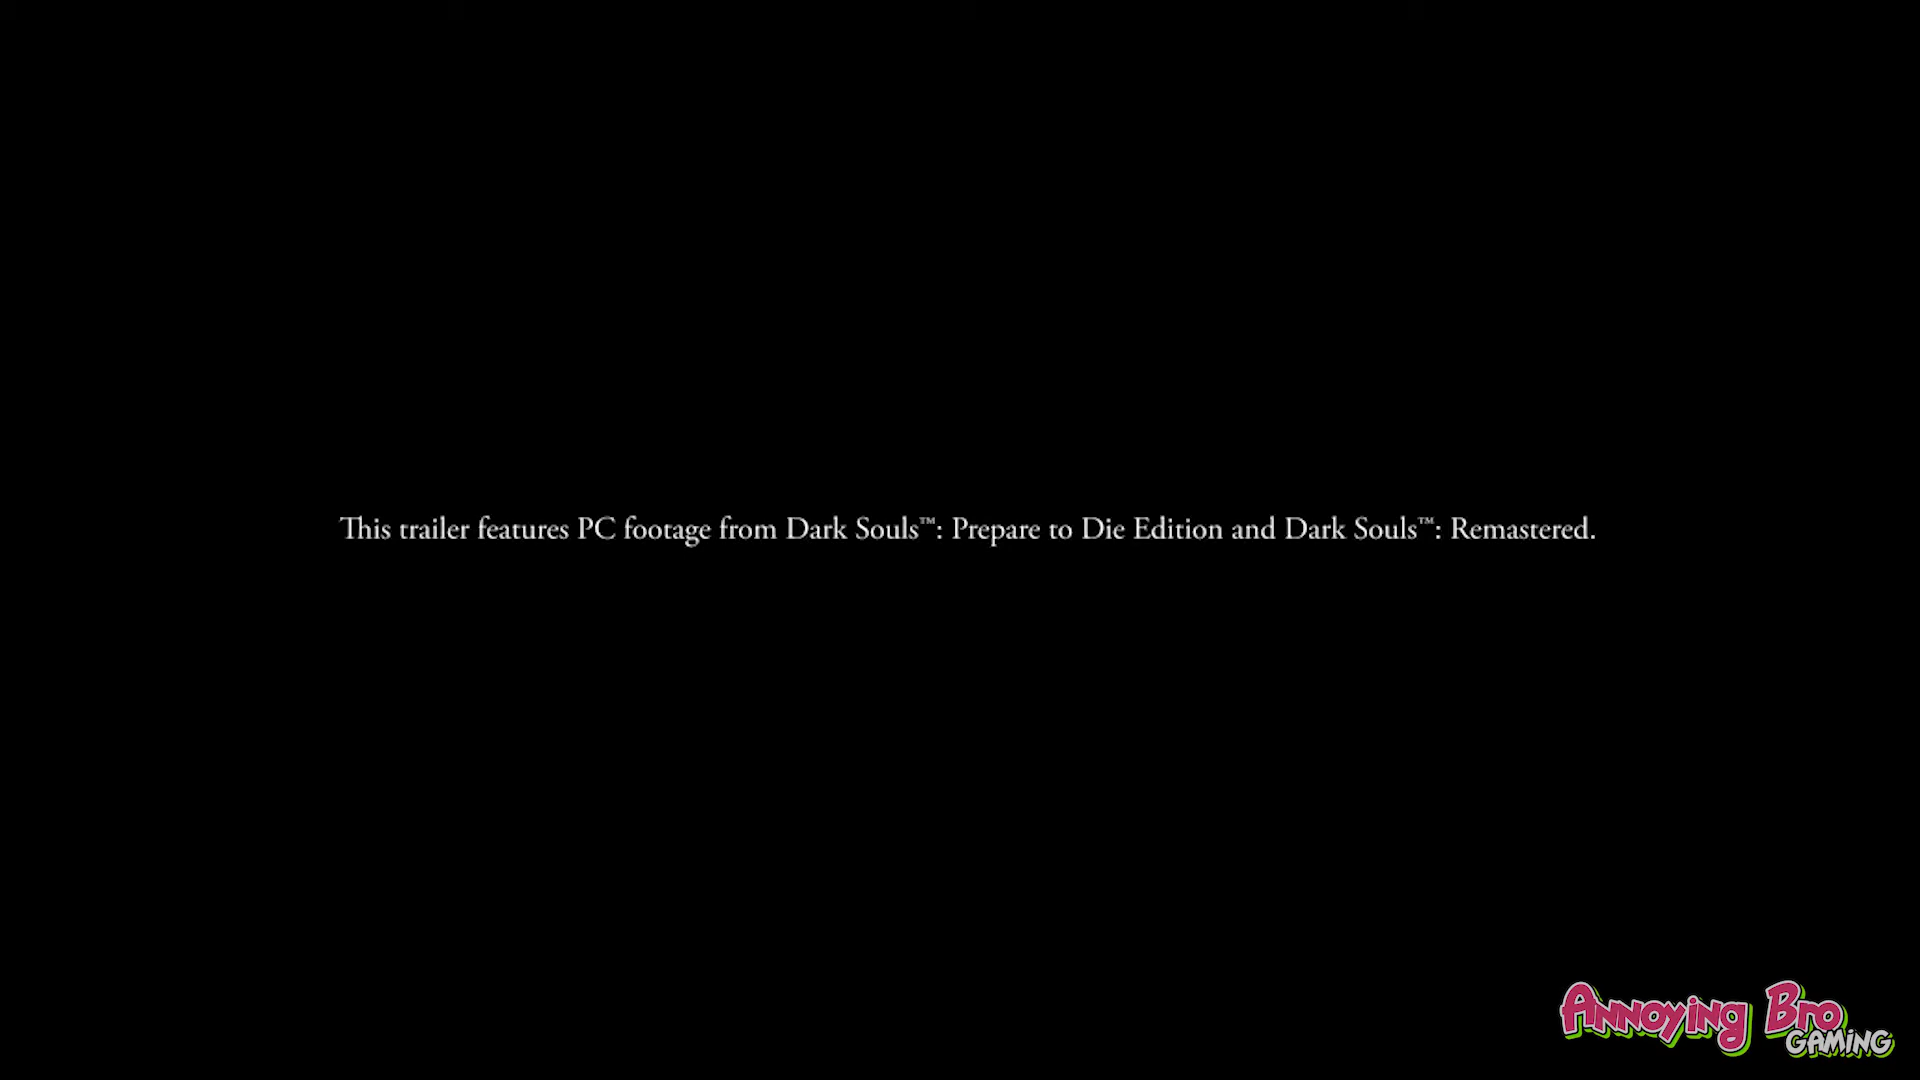 This trailer features PC footage from Dark Souls™: Prepare to Die Edition and Dark Souls™: Remastered.
Annoying Bro
GAMING